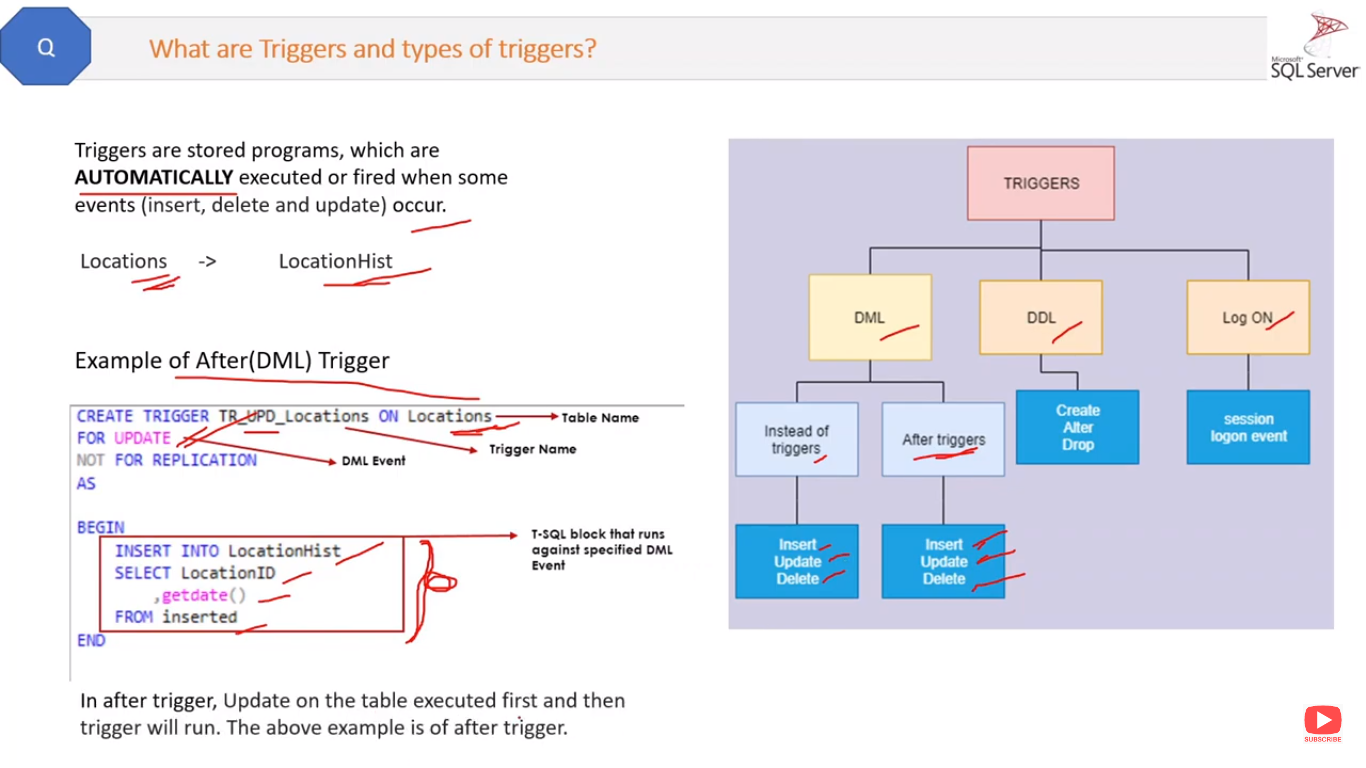 Q
What are Triggers and types of triggers?
Microsoft®
SQL Server
Triggers are stored programs, which are
AUTOMATICALLY executed or fired when some
events (insert, delete and update) occur.
Locations -> LocationHist
Example of After(DML) Trigger
CREATE TRIGGER TR_UPD_Locations ON Locations
Table Name
FOR UPDATE
Trigger Name
NOT FOR REPLICATION
DML Event
AS
BEGIN
INSERT INTO LocationHist
SELECT LocationID
,getdate()
FROM inserted
END
T-SQL block that runs
against specified DML
Event
In after trigger, Update on the table executed first and then
trigger will run. The above example is of after trigger.
TRIGGERS
DML
DDL
Log ON
Instead of
triggers
After triggers
Create
Alter
Drop
session
logon event
Insert
Update
Delete
Insert
Update
Delete
SUBSCRIBE